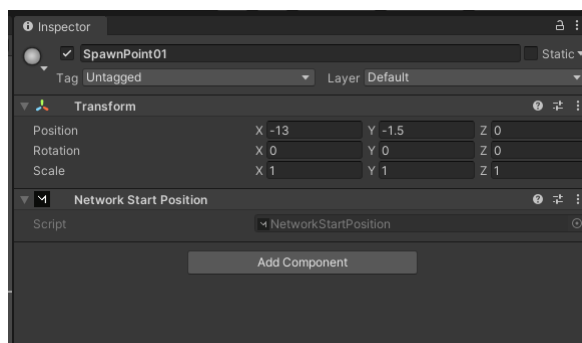 Inspector
SpawnPoint01 Static
Tag Untagged Layer Default
Transform
Position X -13 Y -1.5 Z 0
Rotation X 0 Y 0 Z 0
Scale X 1 Y 1 Z 1
Network Start Position
Script NetworkStartPosition
Add Component